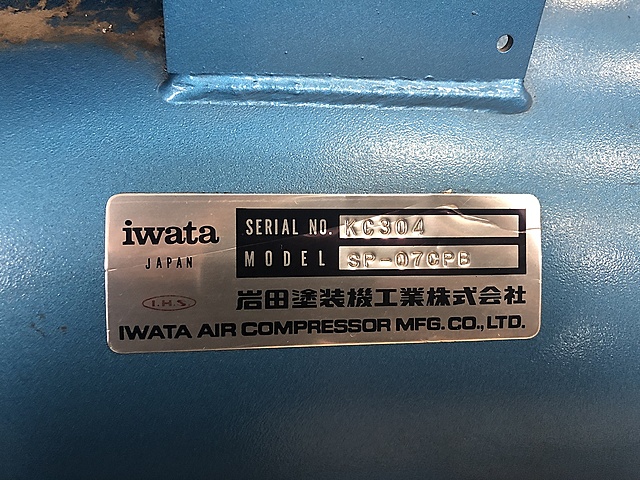 iwata
JAPAN
SERIAL NO. KC304
MODEL SP-07CPB
I.H.S
岩田塗装機工業株式会社
IWATA AIR COMPRESSOR MFG. CO., LTD.